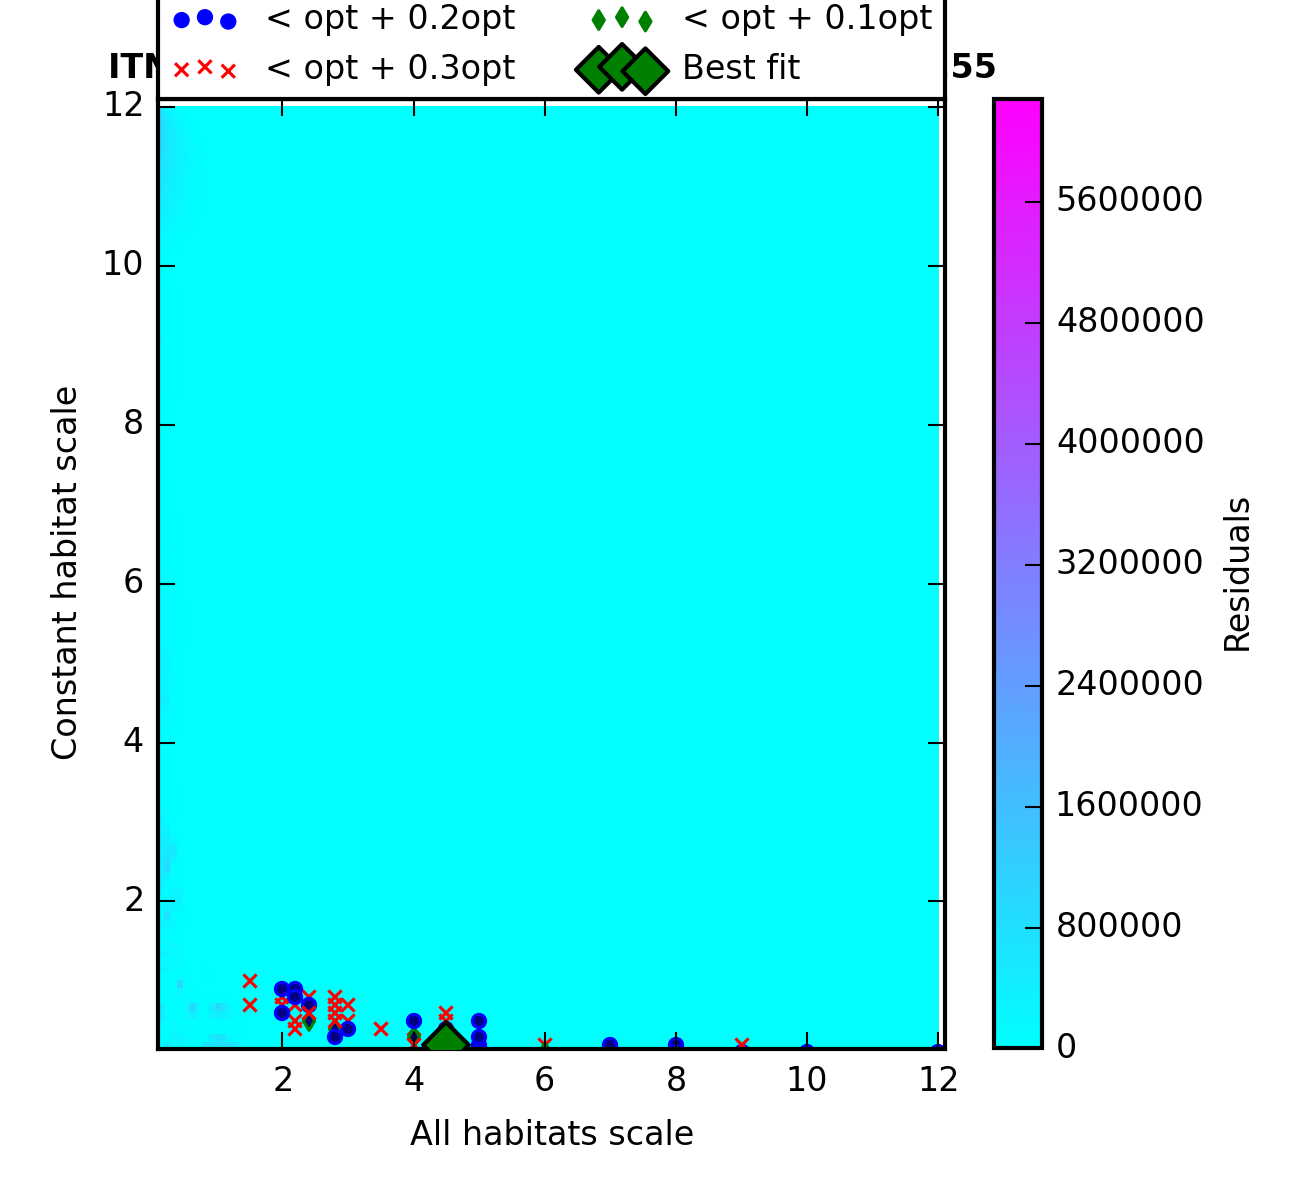 < opt + 0.2opt < opt + 0.1opt
< opt + 0.3opt Best fit
55
12
10
8
6
4
2
Constant habitat scale
2 4 6 8 10 12
All habitats scale
5600000
4800000
4000000
3200000
2400000
1600000
800000
0
Residuals